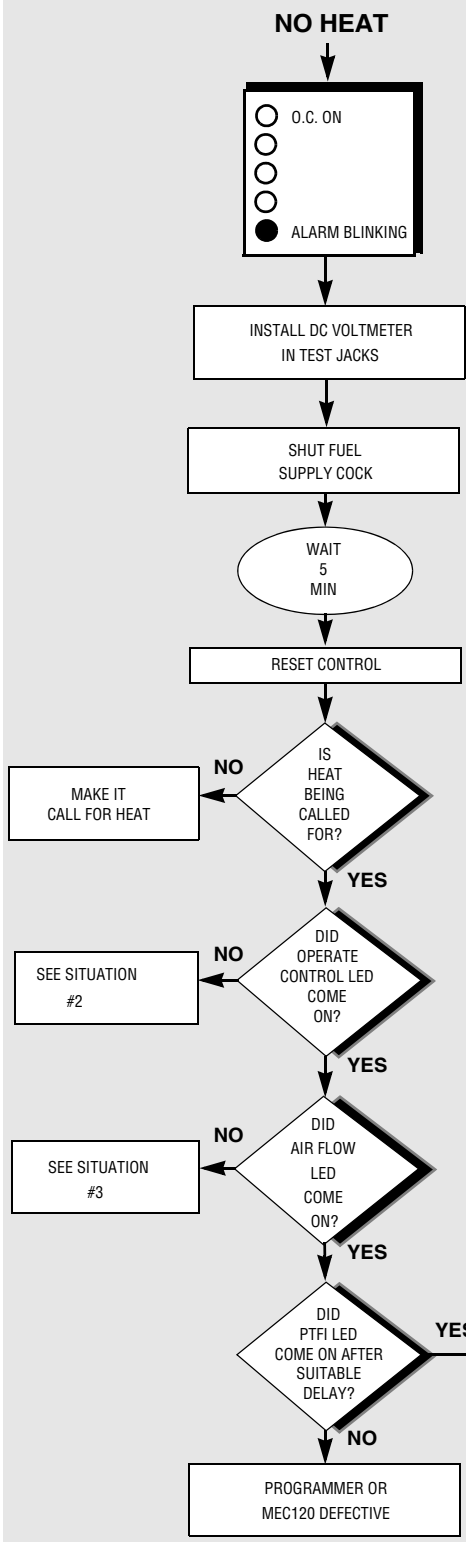 NO HEAT
O.C. ON
ALARM BLINKING
INSTALL DC VOLTMETER
IN TEST JACKS
SHUT FUEL
SUPPLY COCK
WAIT
5
MIN
RESET CONTROL
IS
HEAT
BEING
CALLED
FOR?
NO
MAKE IT
CALL FOR HEAT
YES
DID
OPERATE
CONTROL LED
COME
ON?
NO
SEE SITUATION
#2
YES
DID
AIR FLOW
LED
COME
ON?
NO
SEE SITUATION
#3
YES
DID
PTFI LED
COME ON AFTER
SUITABLE
DELAY?
YES
NO
PROGRAMMER OR
MEC120 DEFECTIVE